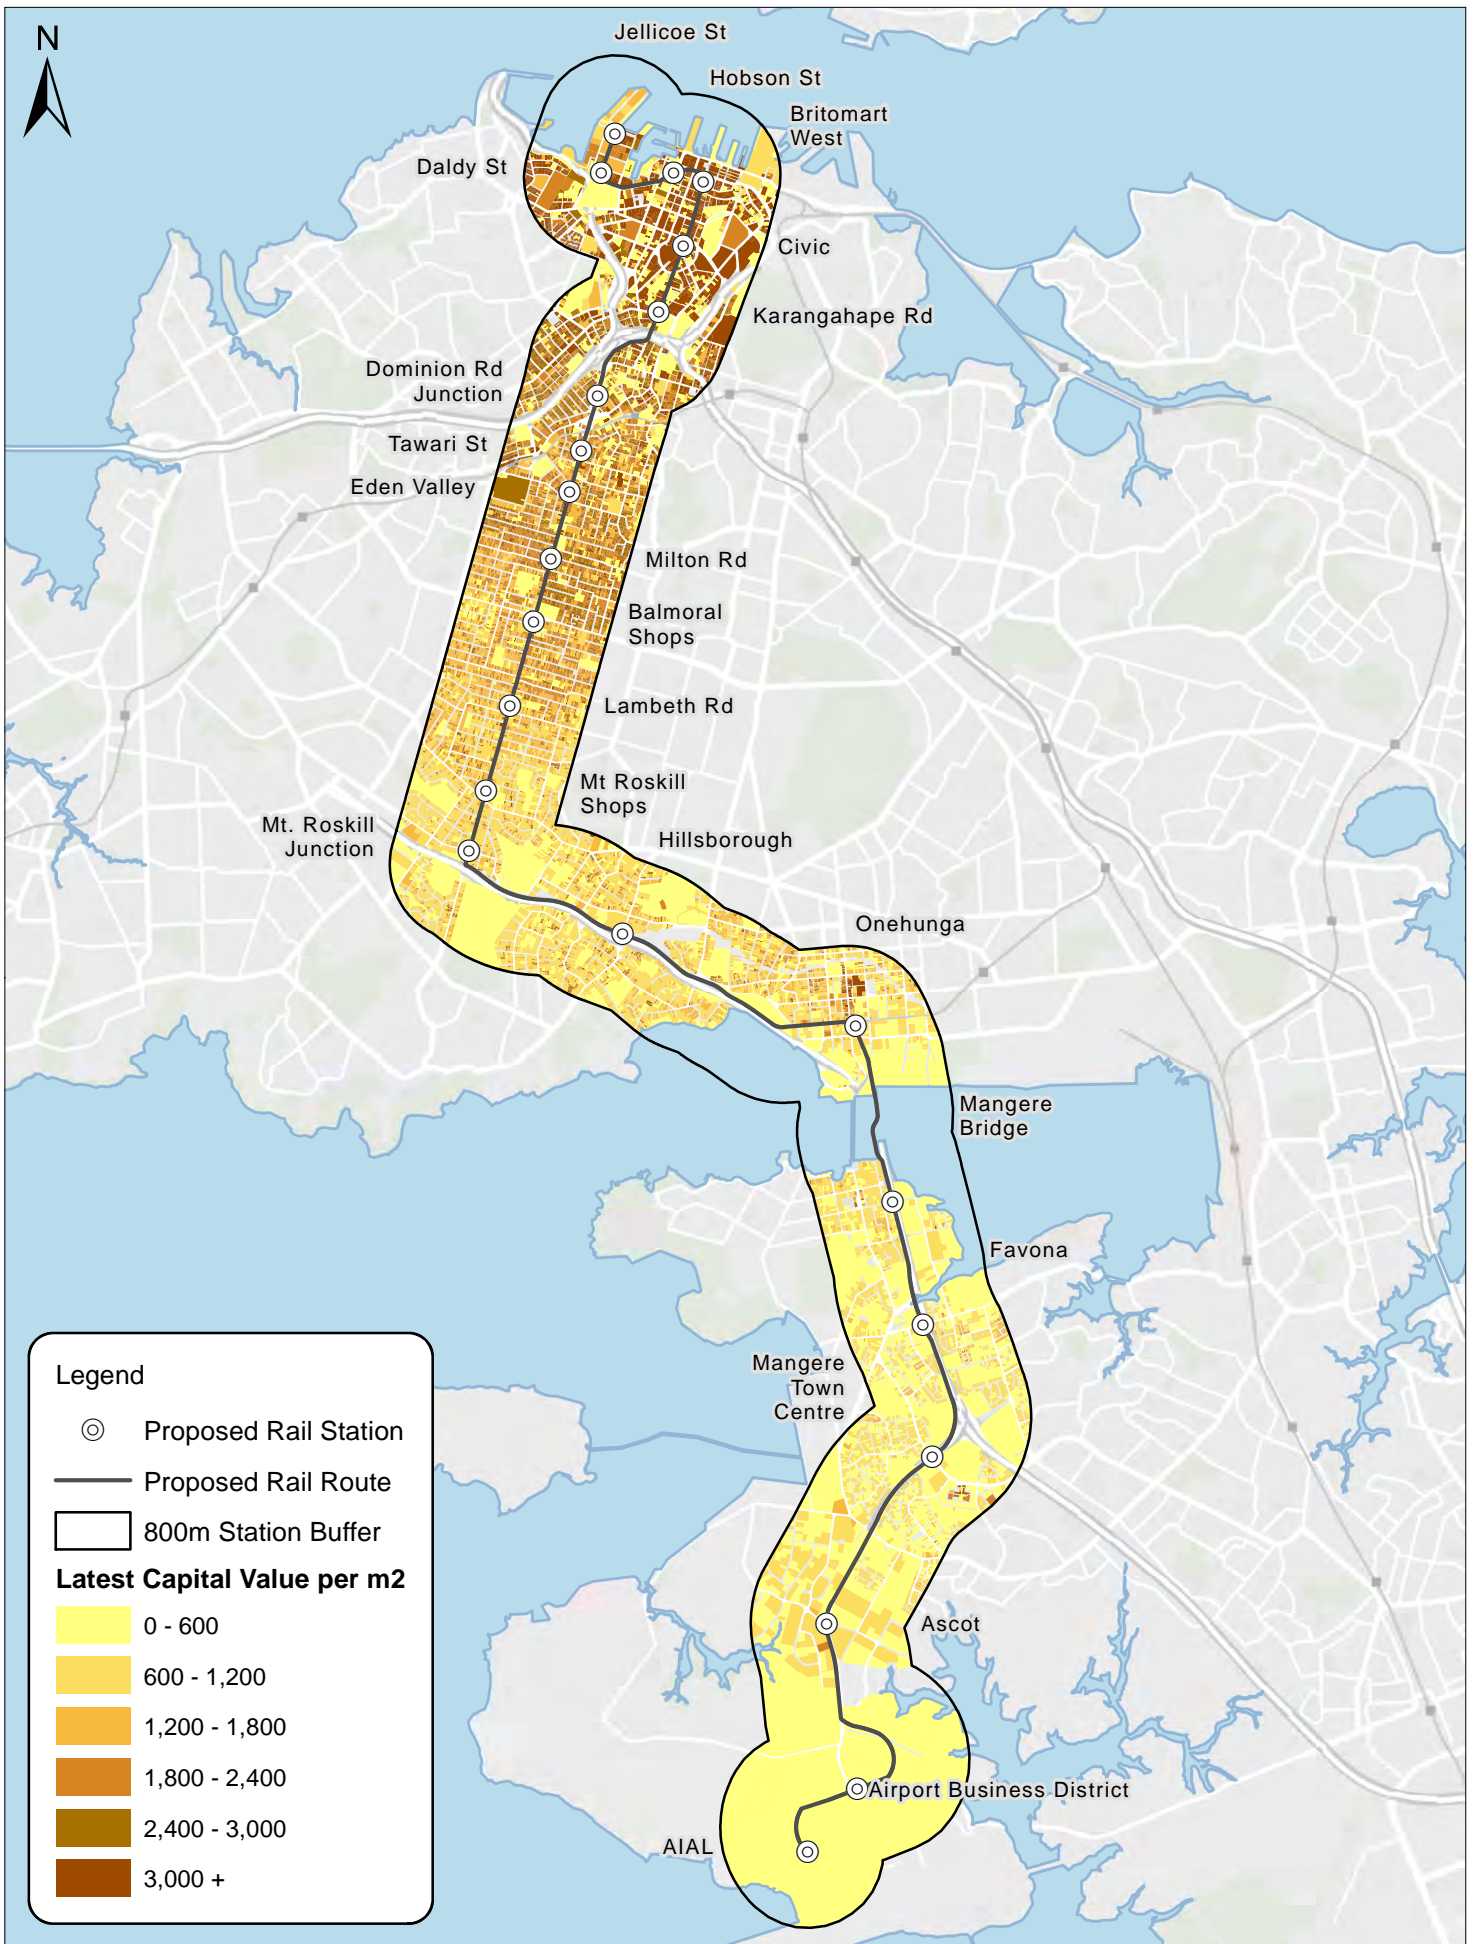 N
Jellicoe St
Hobson St
Britomart
West
Daldy St
Civic
Karangahape Rd
Dominion Rd
Junction
Tawari St
Eden Valley
Milton Rd
Balmoral
Shops
Lambeth Rd
Mt Roskill
Shops
Mt. Roskill
Junction
Hillsborough
Onehunga
Mangere
Bridge
Favona
Mangere
Town
Centre
Ascot
Airport Business District
AIAL
Legend
Proposed Rail Station
Proposed Rail Route
800m Station Buffer
Latest Capital Value per m2
0 - 600
600 - 1,200
1,200 - 1,800
1,800 - 2,400
2,400 - 3,000
3,000 +